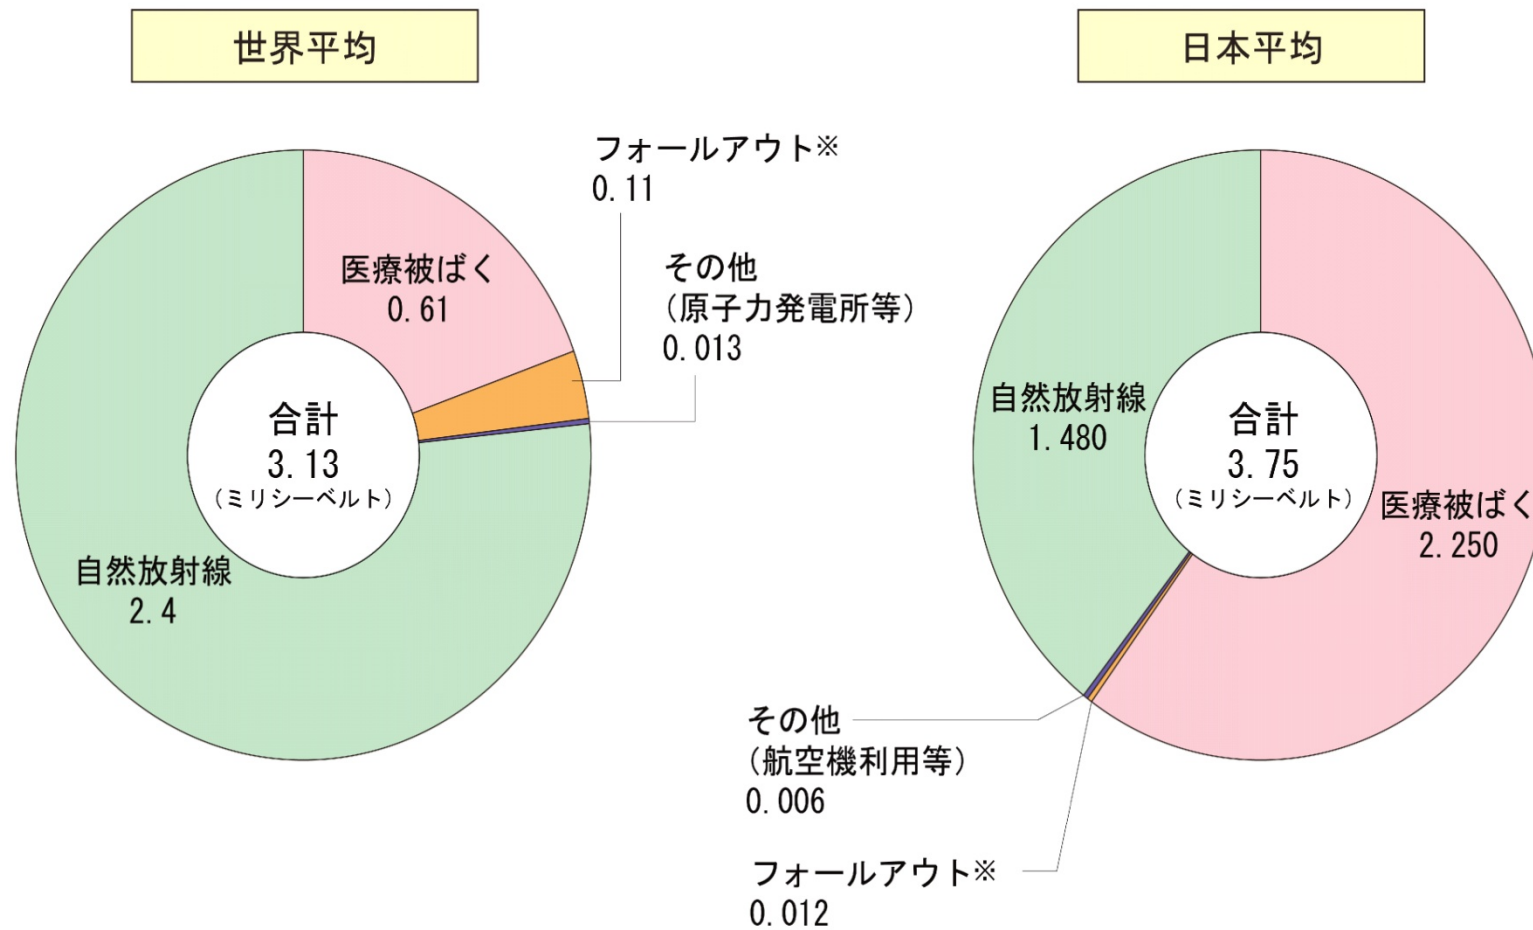 世界平均
フォールアウト※
0.11
その他
(原子力発電所等)
0.013
医療被ばく
0.61
合計
3.13
(ミリシーベルト)
自然放射線
2.4
日本平均
自然放射線
1.480
合計
3.75
(ミリシーベルト)
医療被ばく
2.250
その他
(航空機利用等)
0.006
フォールアウト※
0.012